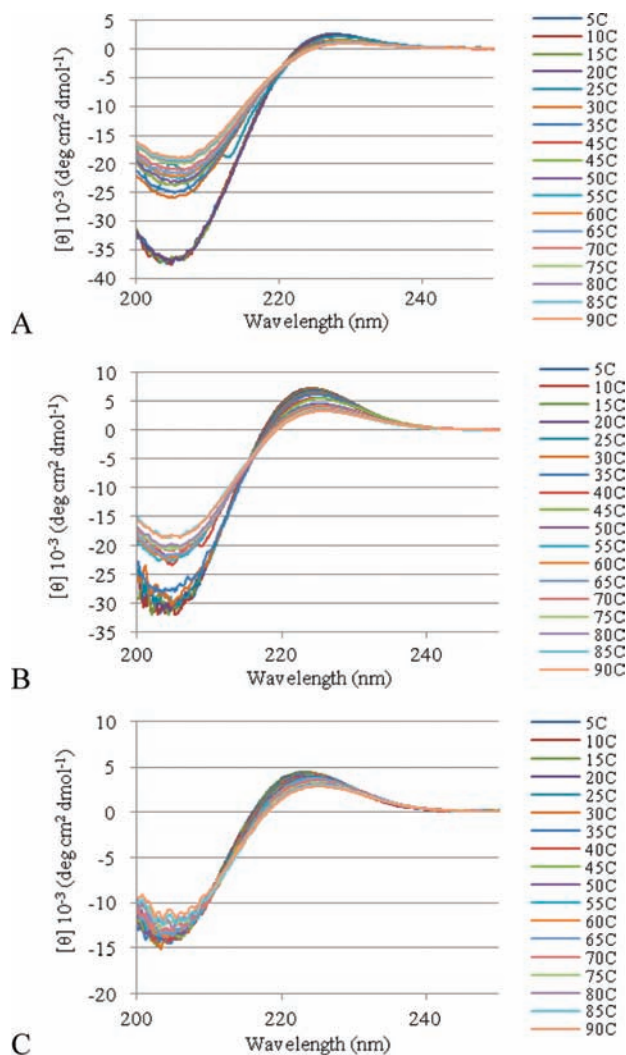 5
0
-5
-10
-15
-20
-25
-30
-35
-40
200
220
240
Wavelength (nm)
[θ] 10⁻³ (deg cm² dmol⁻¹)
5C
10C
15C
20C
25C
30C
35C
45C
45C
50C
55C
60C
65C
70C
75C
80C
85C
90C
A
10
5
0
-5
-10
-15
-20
-25
-30
-35
200
220
240
Wavelength (nm)
[θ] 10⁻³ (deg cm² dmol⁻¹)
5C
10C
15C
20C
25C
30C
35C
40C
45C
50C
55C
60C
65C
70C
75C
80C
85C
90C
B
10
5
0
-5
-10
-15
-20
200
220
240
Wavelength (nm)
[θ] 10⁻³ (deg cm² dmol⁻¹)
5C
10C
15C
20C
25C
30C
35C
40C
45C
50C
55C
60C
65C
70C
75C
80C
85C
90C
C